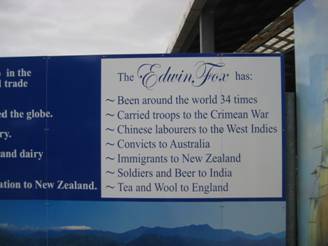 in the
trade
ed the globe.
ry.
and dairy
ation to New Zealand.
The Edwin Fox has:
~ Been around the world 34 times
~ Carried troops to the Crimean War
~ Chinese labourers to the West Indies
~ Convicts to Australia
~ Immigrants to New Zealand
~ Soldiers and Beer to India
~ Tea and Wool to England